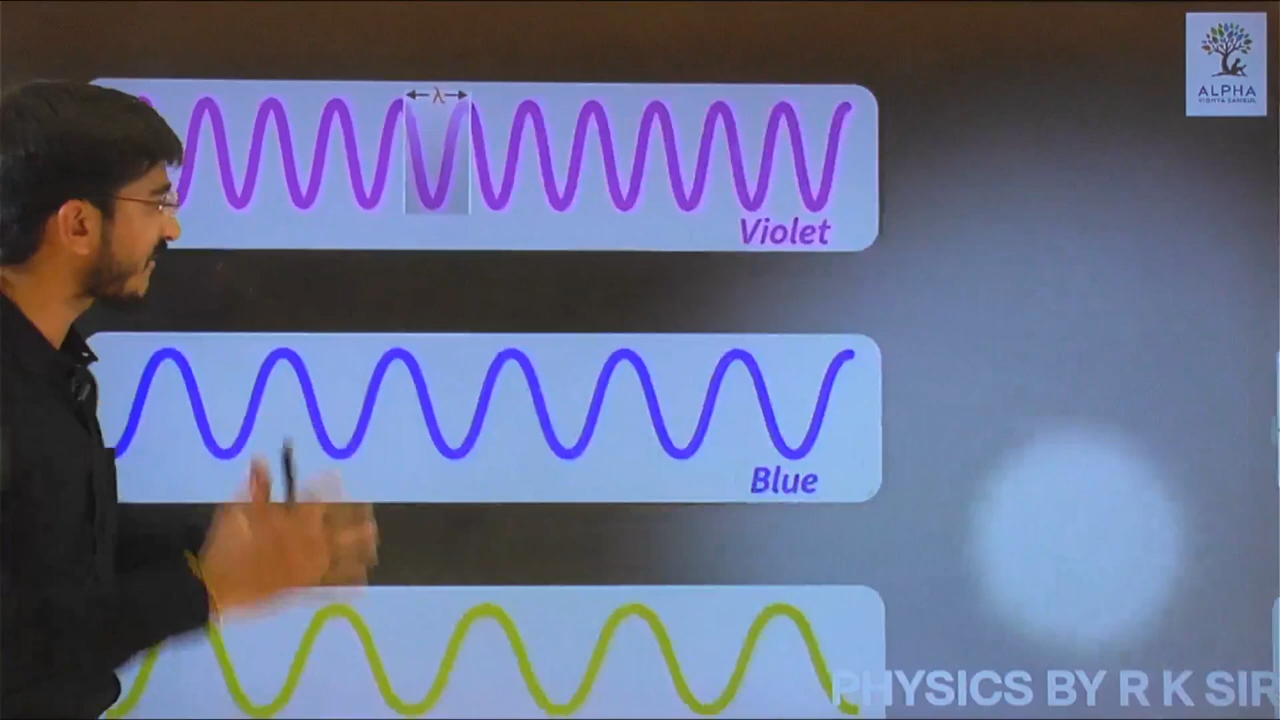 ALPHA
VIDHYA SANKUL
λ
Violet
Blue
PHYSICS BY R K SIR